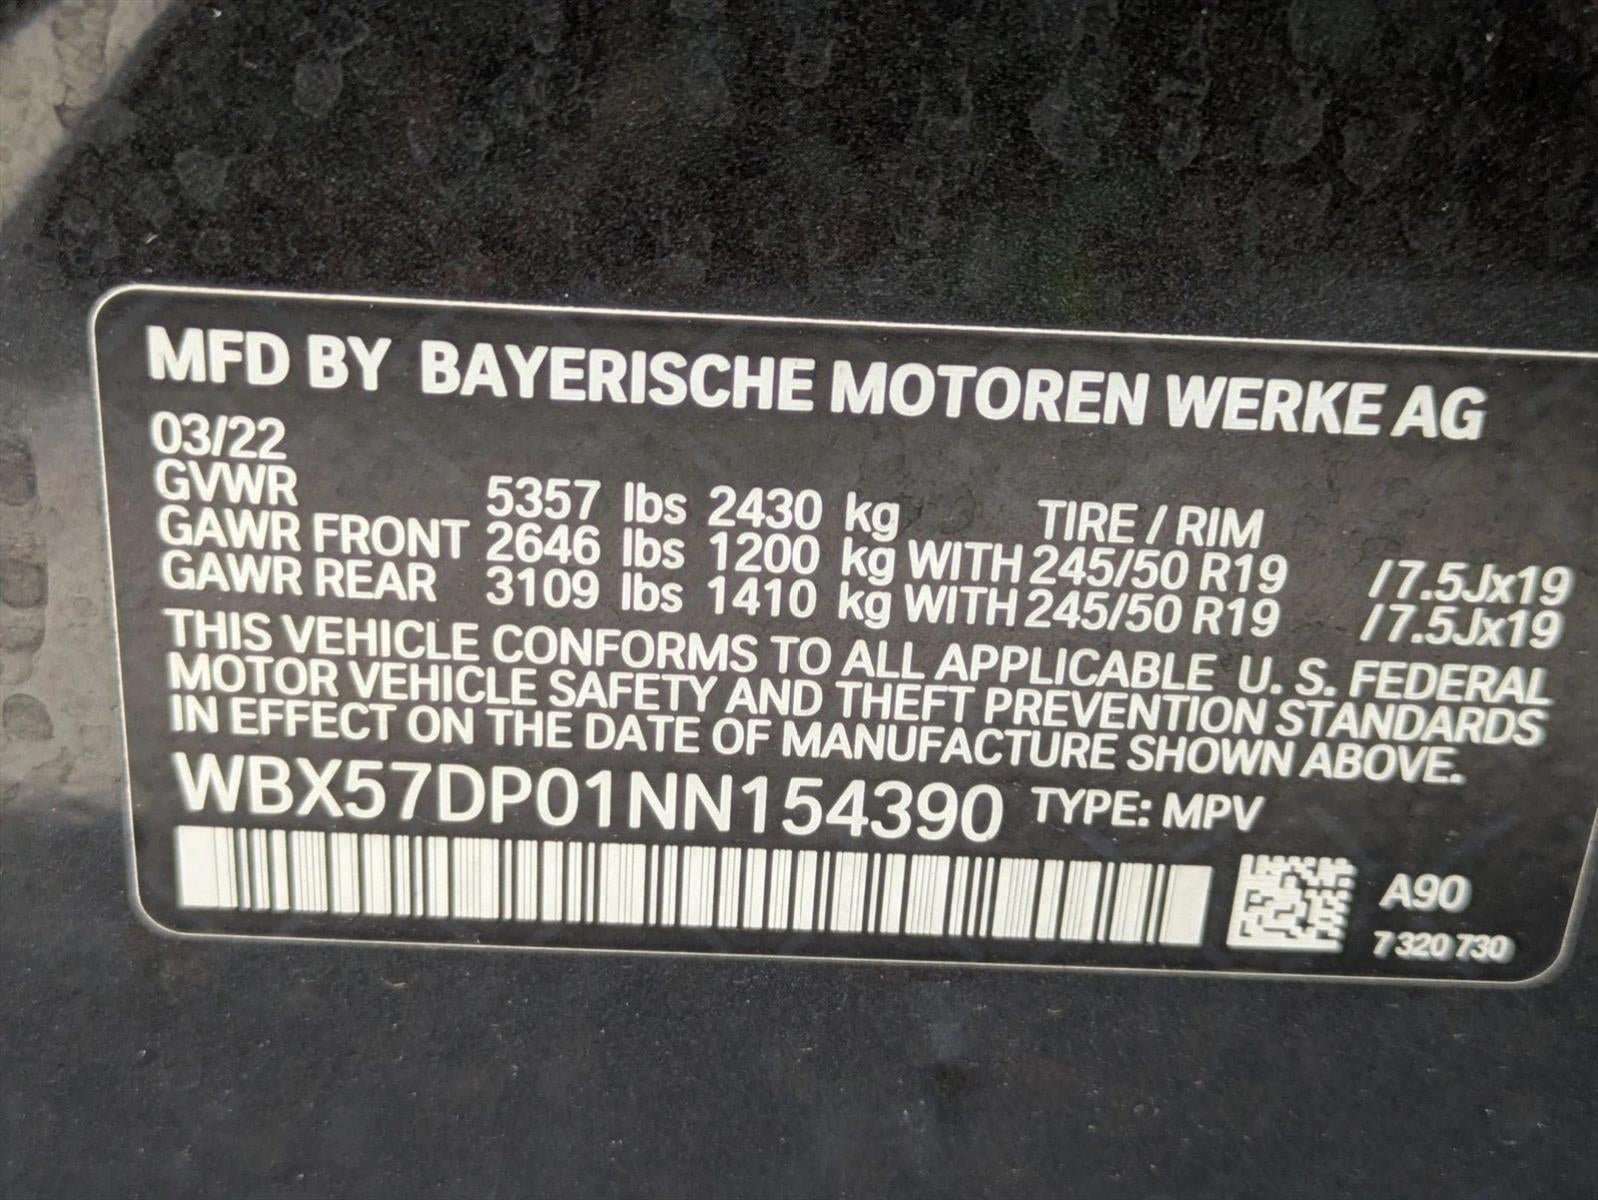 MFD BY BAYERISCHE MOTOREN WERKE AG
03/22
GVWR 5357 lbs 2430 kg TIRE / RIM
GAWR FRONT 2646 lbs 1200 kg WITH 245/50 R19 /7.5Jx19
GAWR REAR 3109 lbs 1410 kg WITH 245/50 R19 /7.5Jx19
THIS VEHICLE CONFORMS TO ALL APPLICABLE U. S. FEDERAL
MOTOR VEHICLE SAFETY AND THEFT PREVENTION STANDARDS
IN EFFECT ON THE DATE OF MANUFACTURE SHOWN ABOVE.
WBX57DP01NN154390 TYPE: MPV
A90
7 320 730